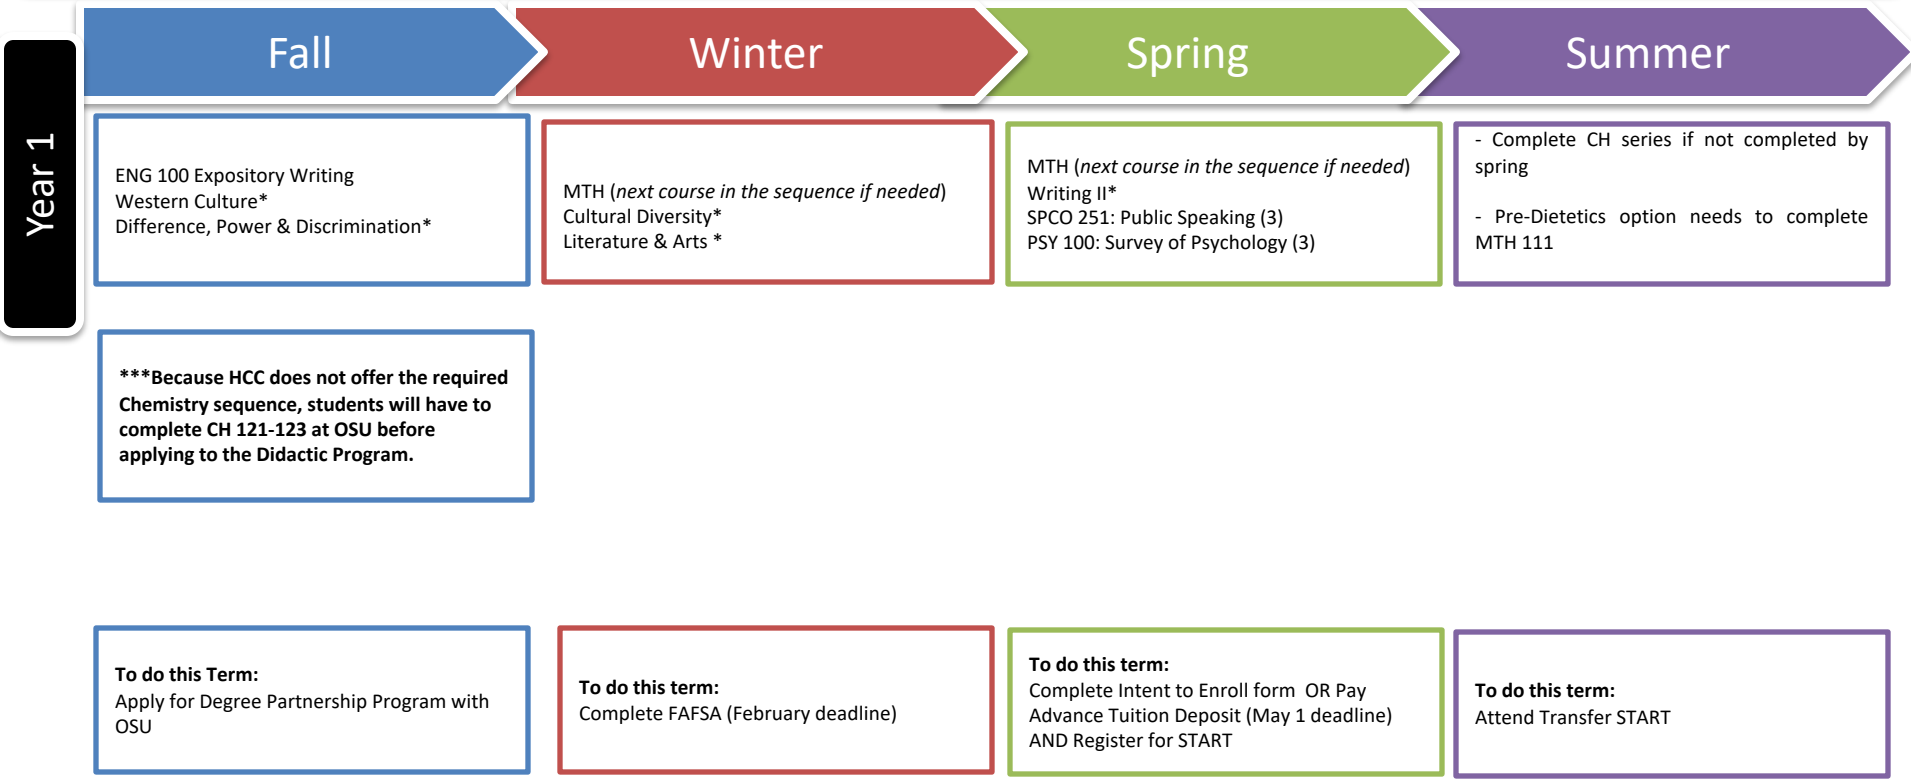 Fall
Winter
Spring
Summer
Year 1
ENG 100 Expository Writing
Western Culture*
Difference, Power & Discrimination*
MTH (next course in the sequence if needed)
Cultural Diversity*
Literature & Arts *
MTH (next course in the sequence if needed)
Writing II*
SPCO 251: Public Speaking (3)
PSY 100: Survey of Psychology (3)
- Complete CH series if not completed by
spring
- Pre-Dietetics option needs to complete
MTH 111
***Because HCC does not offer the required
Chemistry sequence, students will have to
complete CH 121-123 at OSU before
applying to the Didactic Program.
To do this Term:
Apply for Degree Partnership Program with
OSU
To do this term:
Complete FAFSA (February deadline)
To do this term:
Complete Intent to Enroll form  OR Pay
Advance Tuition Deposit (May 1 deadline)
AND Register for START
To do this term:
Attend Transfer START